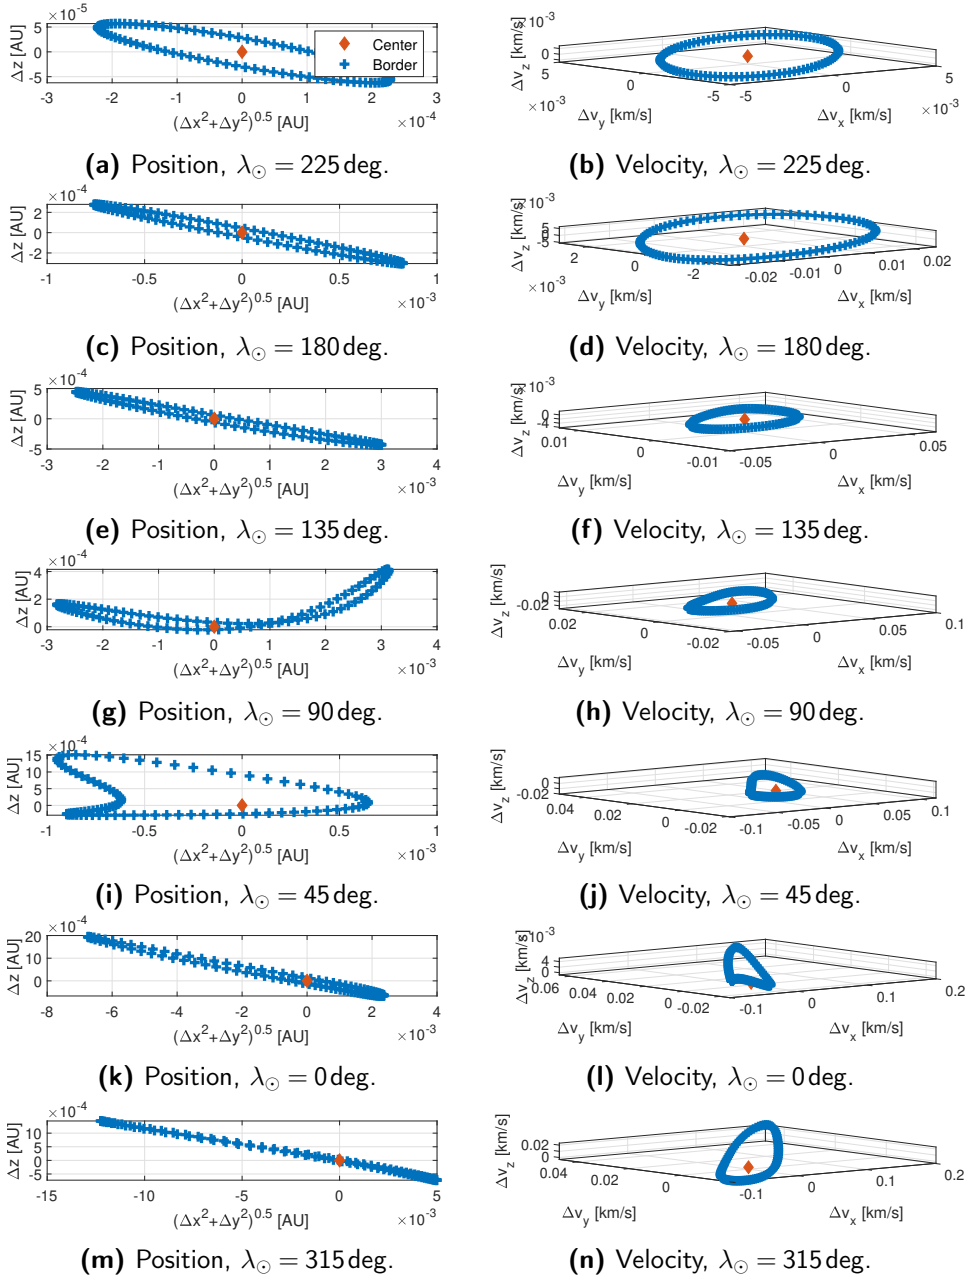 ×10⁻⁵
5
0
-5
Δz [AU]
-3 -2 -1 0 1 2 3
(Δx²+Δy²)^0.5 [AU]
×10⁻⁴
Center
Border
×10⁻³
Δv_z [km/s]
0
-5
5 0 -5
×10⁻³
Δv_y [km/s]
-5 0 5
×10⁻³
Δv_x [km/s]
(a) Position, λ⊙ = 225 deg.
(b) Velocity, λ⊙ = 225 deg.
×10⁻⁴
2
0
-2
Δz [AU]
-1 -0.5 0 0.5 1
(Δx²+Δy²)^0.5 [AU]
×10⁻³
×10⁻³
Δv_z [km/s]
5
0
-5
2 0 -2
×10⁻³
Δv_y [km/s]
-0.02 -0.01 0 0.01 0.02
Δv_x [km/s]
(c) Position, λ⊙ = 180 deg.
(d) Velocity, λ⊙ = 180 deg.
×10⁻⁴
5
0
-5
Δz [AU]
-3 -2 -1 0 1 2 3 4
(Δx²+Δy²)^0.5 [AU]
×10⁻³
×10⁻³
Δv_z [km/s]
0
-4
0.01 0 -0.01
Δv_y [km/s]
-0.05 0 0.05
Δv_x [km/s]
(e) Position, λ⊙ = 135 deg.
(f) Velocity, λ⊙ = 135 deg.
×10⁻⁴
4
2
0
Δz [AU]
-3 -2 -1 0 1 2 3 4
(Δx²+Δy²)^0.5 [AU]
×10⁻³
Δv_z [km/s]
0
-0.02
0.02 0 -0.02
Δv_y [km/s]
-0.05 0 0.05 0.1
Δv_x [km/s]
(g) Position, λ⊙ = 90 deg.
(h) Velocity, λ⊙ = 90 deg.
×10⁻⁴
15
10
5
0
Δz [AU]
-1 -0.5 0 0.5 1
(Δx²+Δy²)^0.5 [AU]
×10⁻³
Δv_z [km/s]
0
-0.02
0.04 0.02 0 -0.02
Δv_y [km/s]
-0.1 -0.05 0 0.05 0.1
Δv_x [km/s]
(i) Position, λ⊙ = 45 deg.
(j) Velocity, λ⊙ = 45 deg.
×10⁻⁴
20
10
0
Δz [AU]
-8 -6 -4 -2 0 2 4
(Δx²+Δy²)^0.5 [AU]
×10⁻³
×10⁻³
Δv_z [km/s]
4
0
0.06 0.04 0.02 0 -0.02
Δv_y [km/s]
-0.1 0 0.1 0.2
Δv_x [km/s]
(k) Position, λ⊙ = 0 deg.
(l) Velocity, λ⊙ = 0 deg.
×10⁻⁴
10
5
0
-5
Δz [AU]
-15 -10 -5 0 5
(Δx²+Δy²)^0.5 [AU]
×10⁻³
Δv_z [km/s]
0.02
0
0.04 0.02 0
Δv_y [km/s]
-0.1 0 0.1 0.2
Δv_x [km/s]
(m) Position, λ⊙ = 315 deg.
(n) Velocity, λ⊙ = 315 deg.